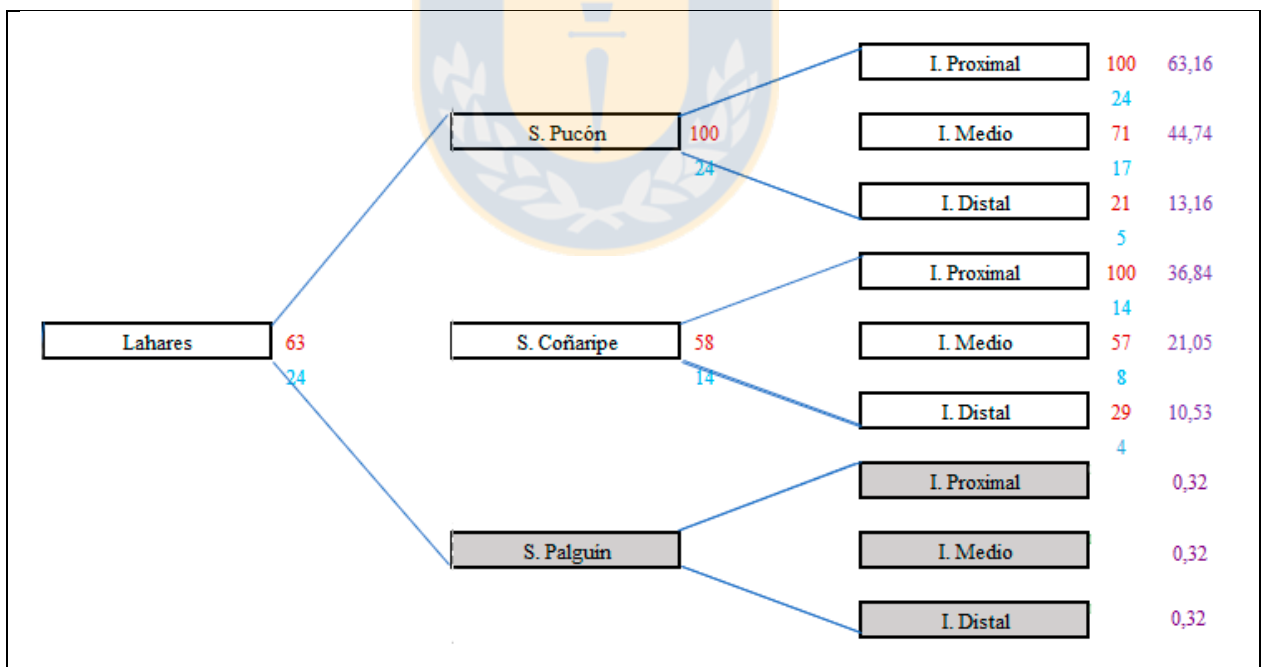 I. Proximal 100 63,16
24
S. Pucón 100 I. Medio 71 44,74
24 17
I. Distal 21 13,16
5
I. Proximal 100 36,84
14
Lahares 63 S. Coñaripe 58 I. Medio 57 21,05
24 14 8
I. Distal 29 10,53
4
I. Proximal 0,32
S. Palguin I. Medio 0,32
I. Distal 0,32